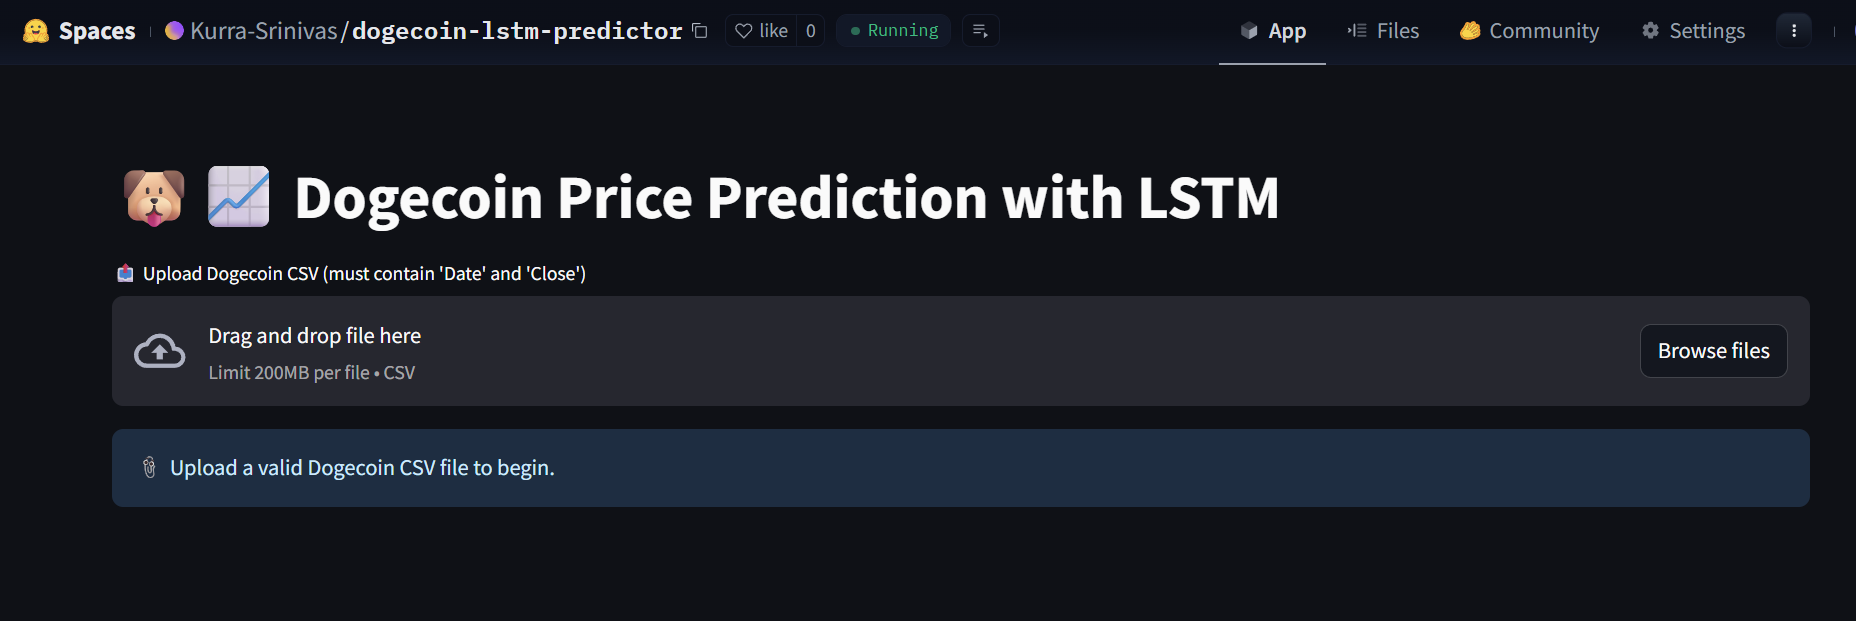 Spaces Kurra-Srinivas/dogecoin-lstm-predictor like 0 Running App Files Community Settings
Dogecoin Price Prediction with LSTM
Upload Dogecoin CSV (must contain 'Date' and 'Close')
Drag and drop file here
Limit 200MB per file • CSV
Browse files
Upload a valid Dogecoin CSV file to begin.